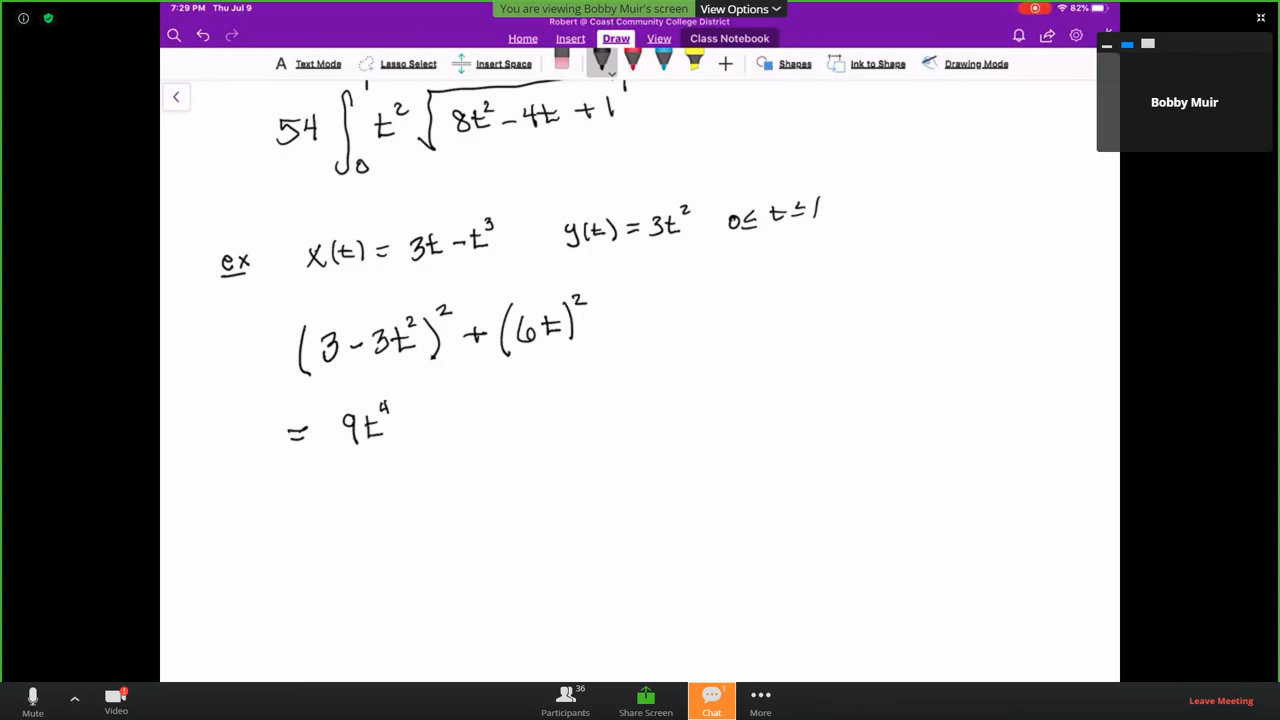 7:29 PM Thu Jul 9
You are viewing Bobby Muir's screen
View Options
82%
Robert @ Coast Community College District
Home Insert Draw View Class Notebook
Text Mode Lasso Select Insert Space Shapes Ink to Shape Drawing Mode
Bobby Muir
54 ∫₀¹ t² √(8t² - 4t + 1)
ex x(t) = 3t - t³ y(t) = 3t² 0 ≤ t ≤ 1
(3 - 3t²)² + (6t)²
= 9t⁴
Mute Video Participants 36 Share Screen Chat 1 More Leave Meeting